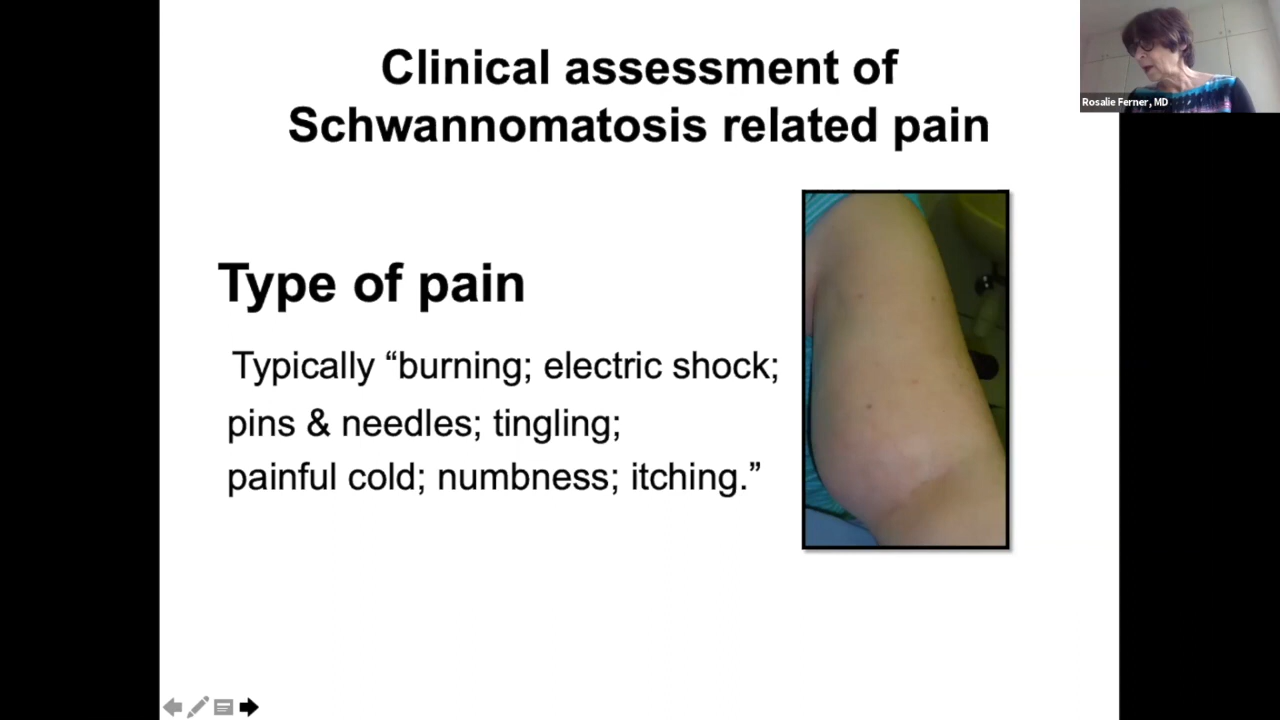 Clinical assessment of
Schwannomatosis related pain
Rosalie Ferner, MD
Type of pain
Typically “burning; electric shock;
pins & needles; tingling;
painful cold; numbness; itching.”